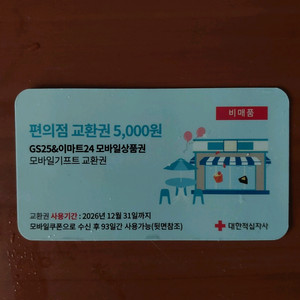 비매품
편의점 교환권 5,000원
GS25&이마트24 모바일상품권
모바일기프트 교환권
교환권 사용기간 : 2026년 12월 31일까지
모바일쿠폰으로 수신 후 93일간 사용가능(뒷면참조)
대한적십자사